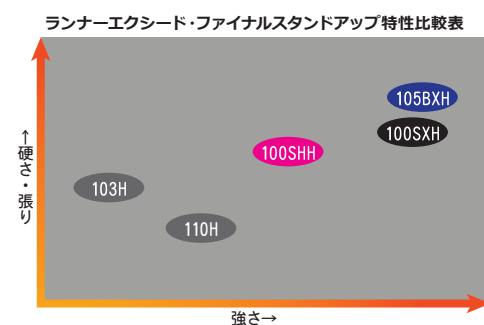 ランナーエクシード・ファイナルスタンドアップ特性比較表
105BXH
100SXH
100SHH
103H
110H
←硬さ・張り
強さ→